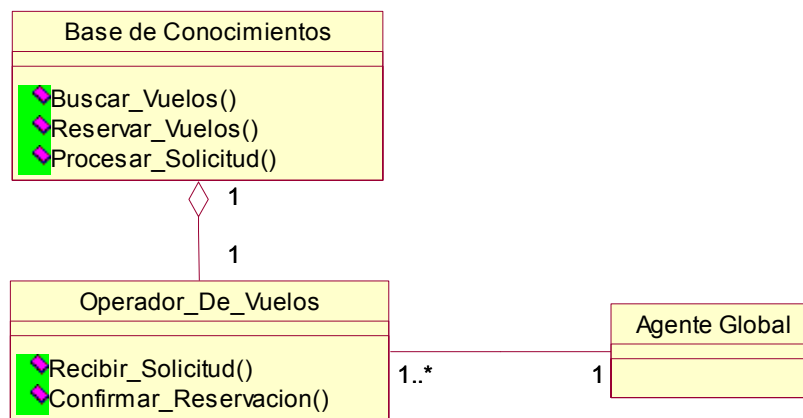 Base de Conocimientos
Buscar_Vuelos()
Reservar_Vuelos()
Procesar_Solicitud()
1
1
Operador_De_Vuelos
Recibir_Solicitud()
Confirmar_Reservacion()
1..*
1
Agente Global